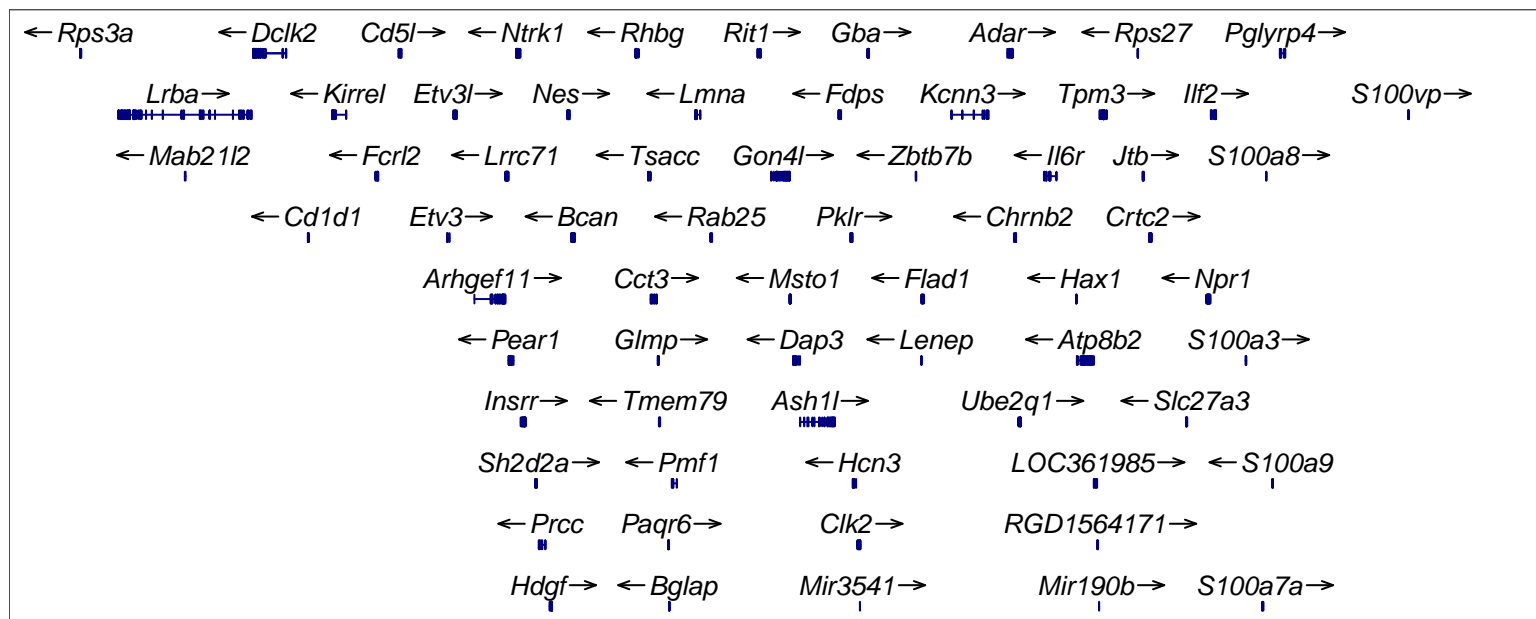 ←Rps3a ←Dclk2 Cd5l→ ←Ntrk1 ←Rhbg Rit1→ Gba→ Adar→ ←Rps27 Pglyrp4→
Lrba→ ←Kirrel Etv3l→ Nes→ ←Lmna ←Fdps Kcnn3→ Tpm3→ Ilf2→ S100vp→
←Mab21l2 ←Fcrl2 ←Lrrc71 ←Tsacc Gon4l→ ←Zbtb7b ←Il6r Jtb→ S100a8→
←Cd1d1 Etv3→ ←Bcan ←Rab25 Pklr→ ←Chrnb2 Crtc2→
Arhgef11→ Cct3→ ←Msto1 ←Flad1 ←Hax1 ←Npr1
←Pear1 Glmp→ ←Dap3 ←Lenep ←Atp8b2 S100a3→
Insrr→ ←Tmem79 Ash1l→ Ube2q1→ ←Slc27a3
Sh2d2a→ ←Pmf1 ←Hcn3 LOC361985→ ←S100a9
←Prcc Paqr6→ Clk2→ RGD1564171→
Hdgf→ ←Bglap Mir3541→ Mir190b→ S100a7a→